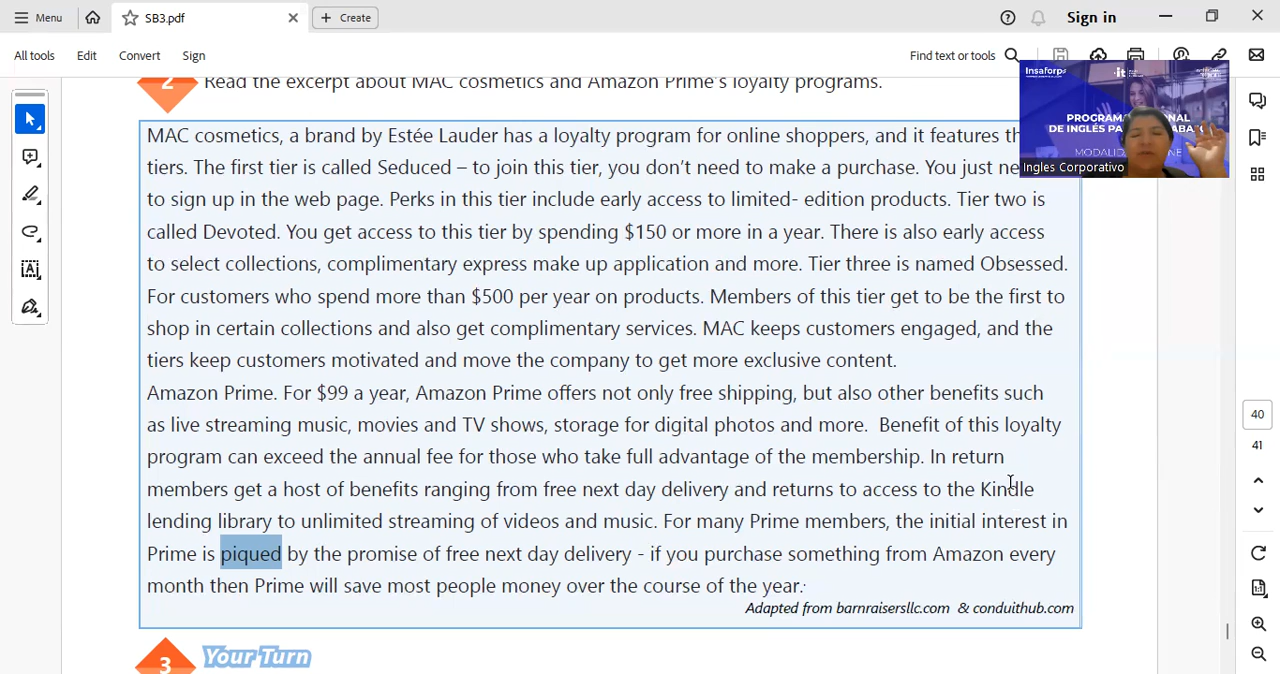 Menu
SB3.pdf
Create
Sign in
All tools
Edit
Convert
Sign
Find text or tools
2 Read the excerpt about MAC cosmetics and Amazon Prime's loyalty programs.
Insaforp
PROGRAMA
DE INGLÉS PA
MODALID
Ingles Corporativo
MAC cosmetics, a brand by Estée Lauder has a loyalty program for online shoppers, and it features
tiers. The first tier is called Seduced – to join this tier, you don't need to make a purchase. You just
to sign up in the web page. Perks in this tier include early access to limited- edition products. Tier two is
called Devoted. You get access to this tier by spending $150 or more in a year. There is also early access
to select collections, complimentary express make up application and more. Tier three is named Obsessed.
For customers who spend more than $500 per year on products. Members of this tier get to be the first to
shop in certain collections and also get complimentary services. MAC keeps customers engaged, and the
tiers keep customers motivated and move the company to get more exclusive content.
Amazon Prime. For $99 a year, Amazon Prime offers not only free shipping, but also other benefits such
as live streaming music, movies and TV shows, storage for digital photos and more. Benefit of this loyalty
program can exceed the annual fee for those who take full advantage of the membership. In return
members get a host of benefits ranging from free next day delivery and returns to access to the Kindle
lending library to unlimited streaming of videos and music. For many Prime members, the initial interest in
Prime is piqued by the promise of free next day delivery - if you purchase something from Amazon every
month then Prime will save most people money over the course of the year.
Adapted from barnraisersllc.com & conduithub.com
3 Your Turn
40
41